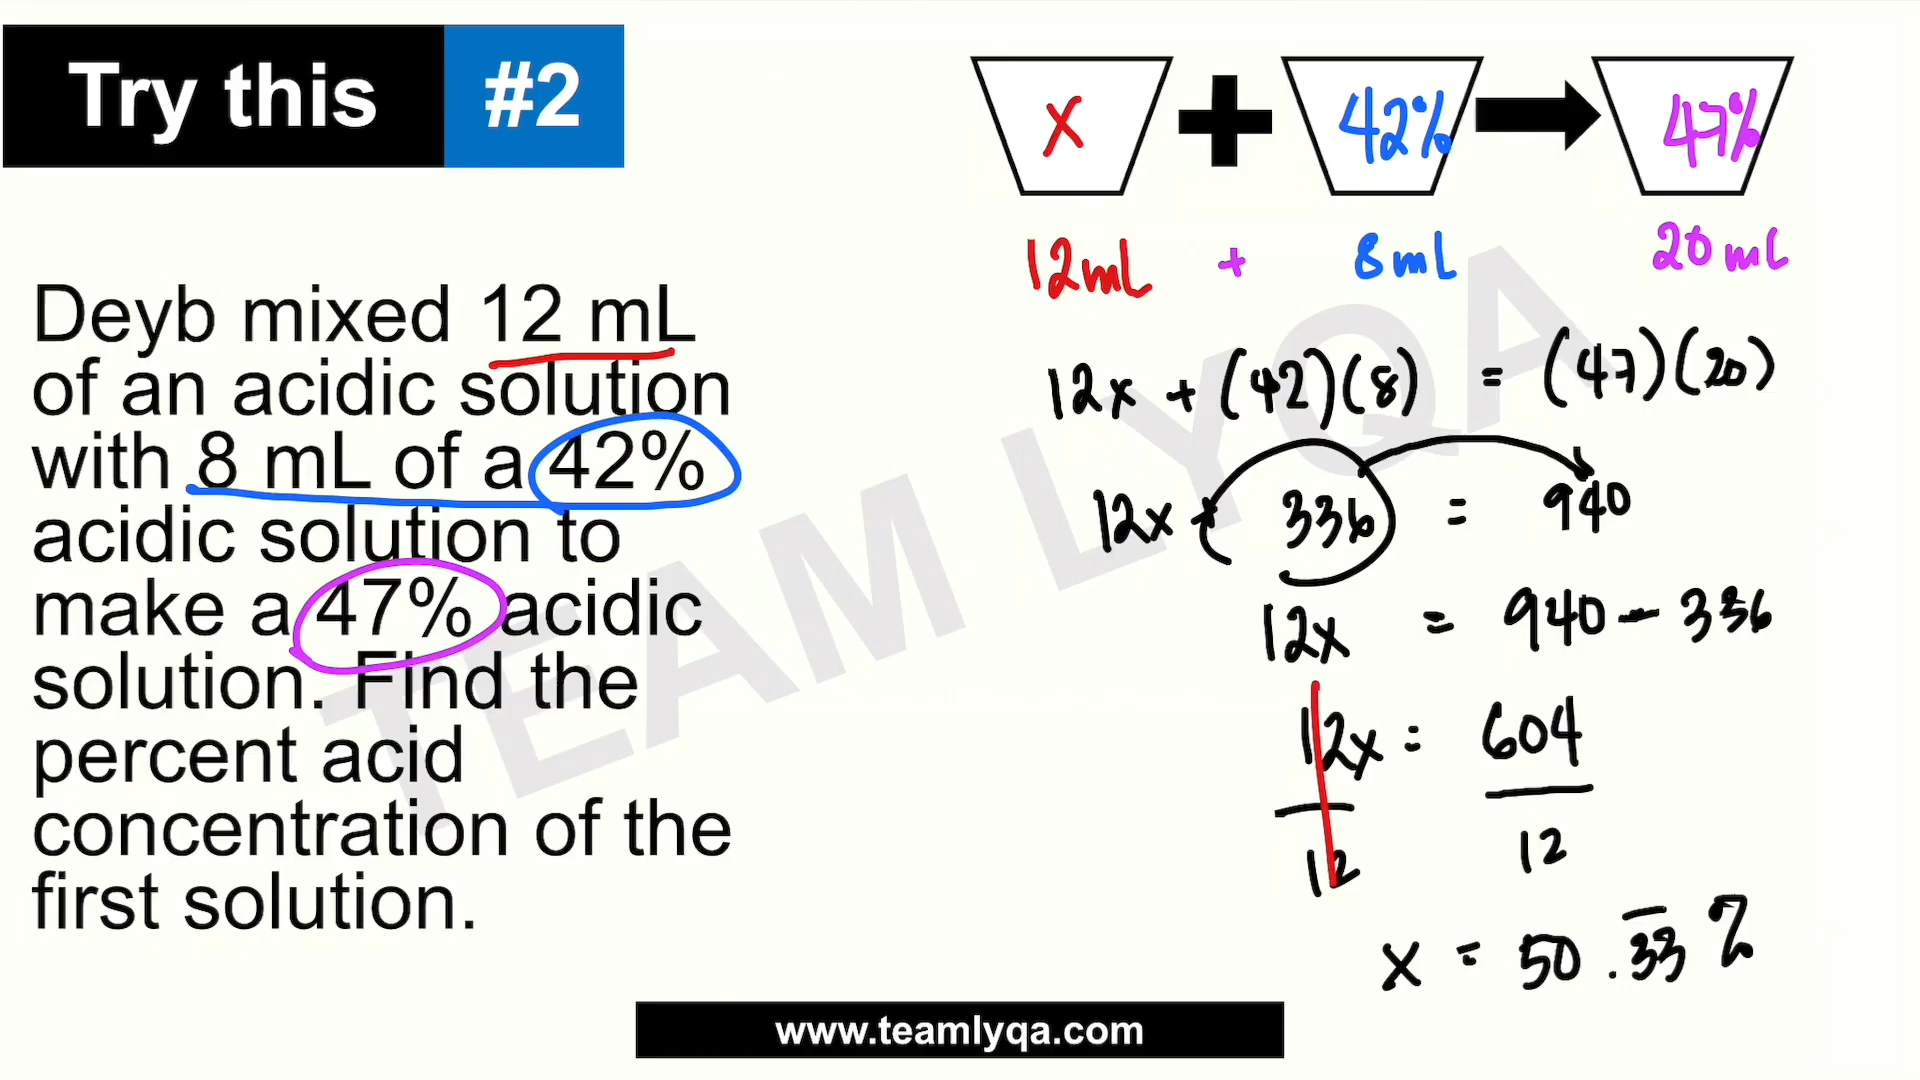 Try this #2
X + 42% 47%
12mL + 8mL 20mL
Deyb mixed 12 mL
of an acidic solution
with 8 mL of a 42%
acidic solution to
make a 47% acidic
solution. Find the
percent acid
concentration of the
first solution.
12x + (42)(8) = (47)(20)
12x + 336 = 940
12x = 940 - 336
12x = 604
12 12
x = 50.33%
TEAM LYQA
www.teamlyqa.com